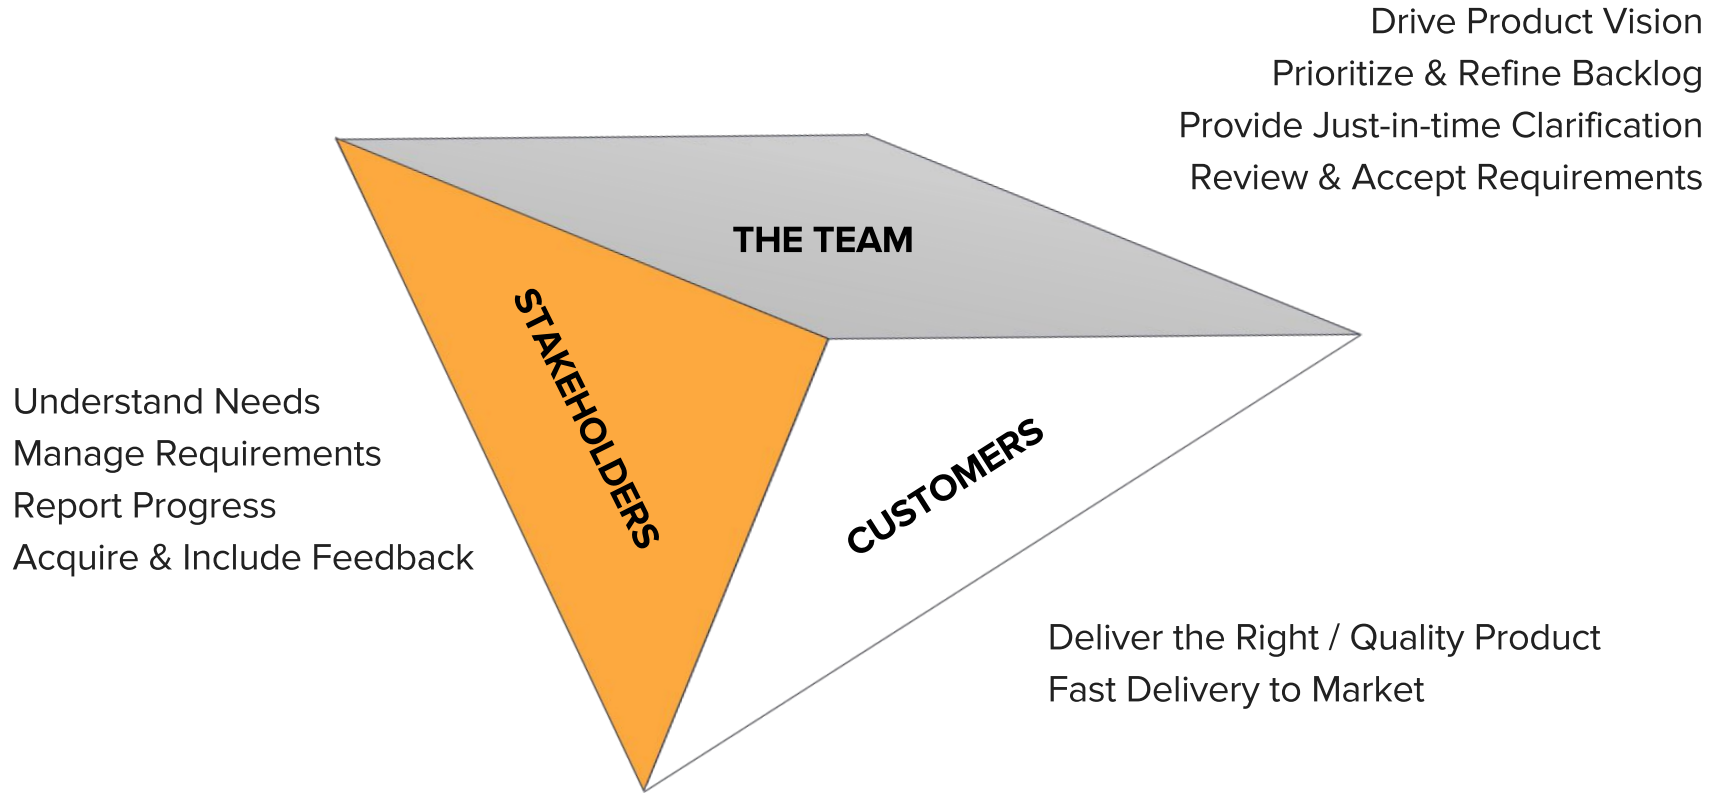 Drive Product Vision
Prioritize & Refine Backlog
Provide Just-in-time Clarification
Review & Accept Requirements
THE TEAM
STAKEHOLDERS
Understand Needs
Manage Requirements
Report Progress
Acquire & Include Feedback
CUSTOMERS
Deliver the Right / Quality Product
Fast Delivery to Market